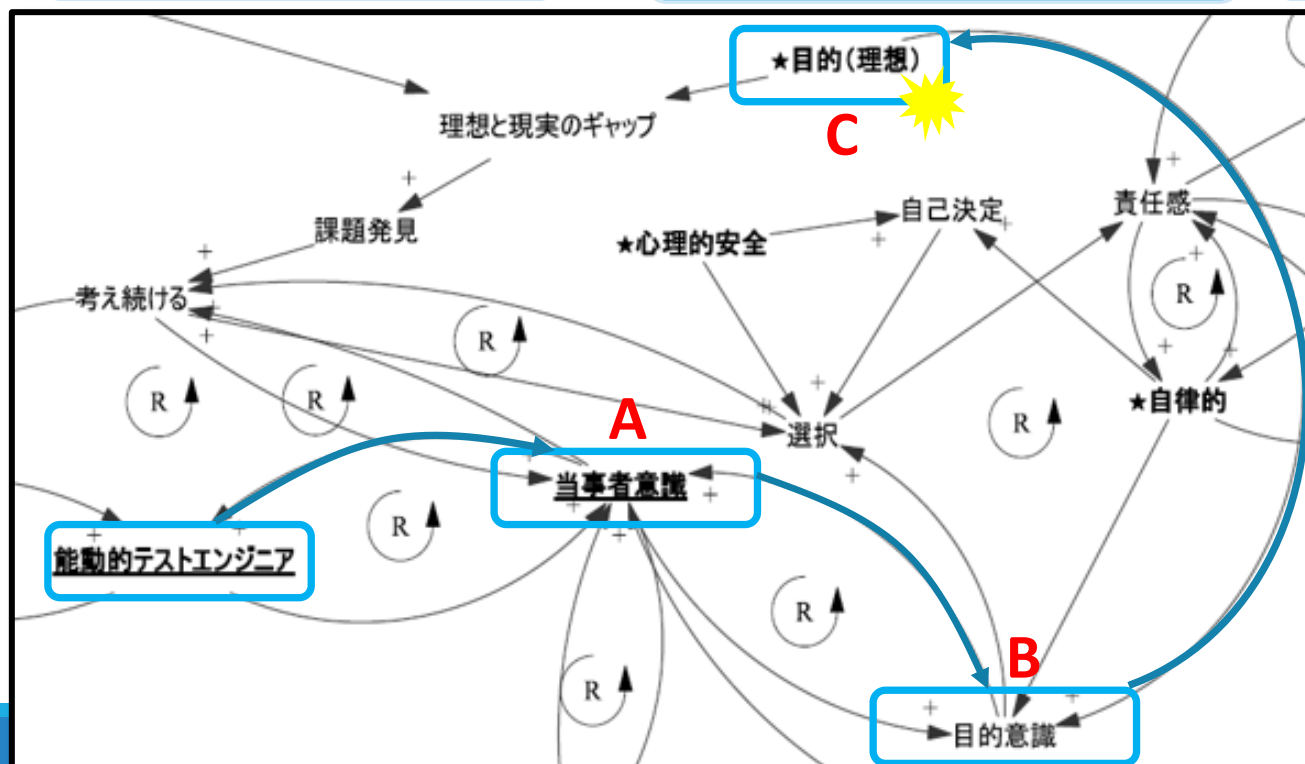 ★目的(理想)
C
理想と現実のギャップ
+
課題発見
+
考え続ける
+
+
★心理的安全
自己決定
+
+
責任感
+
+
R
+
+
★自律的
R
R
R
R
A
+
+
選択
+
当事者意識
+
+
+
+
R
能動的テストエンジニア
+
+
R
R
B
+
+
目的意識